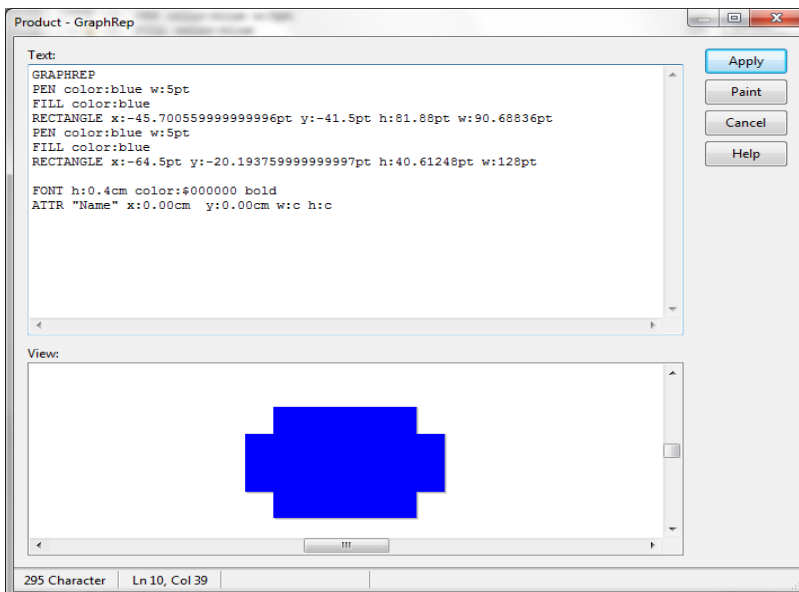 Product - GraphRep
Text:
GRAPHREP
PEN color:blue w:5pt
FILL color:blue
RECTANGLE x:-45.700559999999996pt y:-41.5pt h:81.88pt w:90.68836pt
PEN color:blue w:5pt
FILL color:blue
RECTANGLE x:-64.5pt y:-20.193759999999997pt h:40.61248pt w:128pt
FONT h:0.4cm color:$000000 bold
ATTR "Name" x:0.00cm  y:0.00cm w:c h:c
Apply
Paint
Cancel
Help
View:
295 Character
Ln 10, Col 39